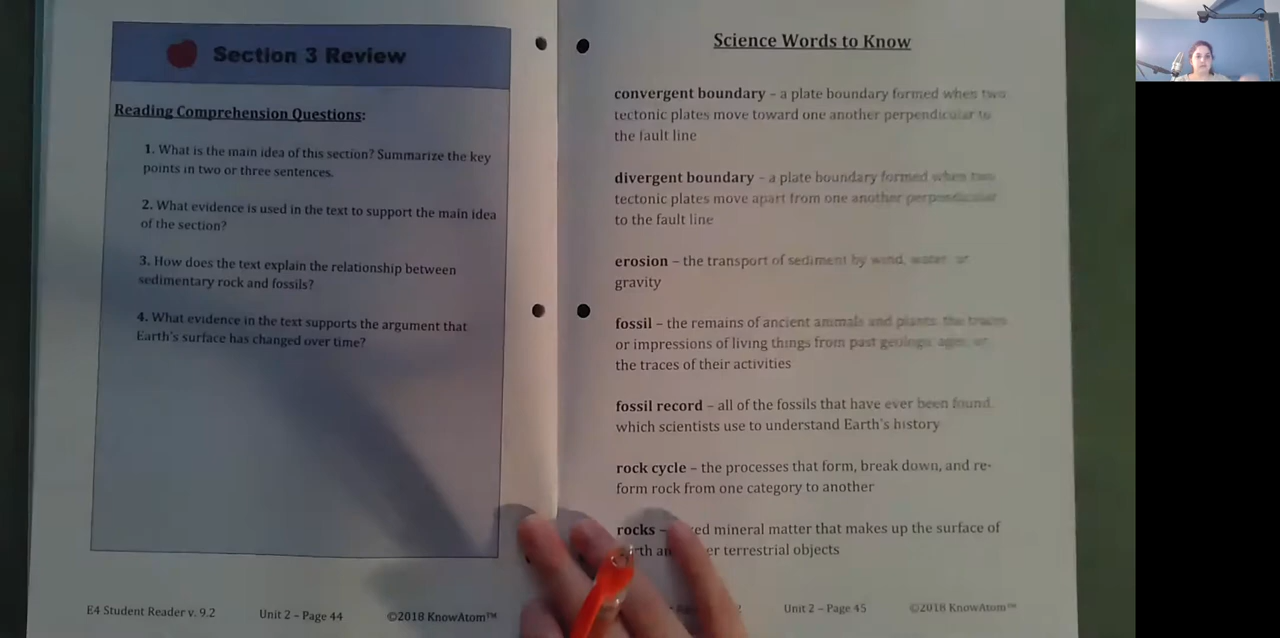 Section 3 Review
Reading Comprehension Questions:
1. What is the main idea of this section? Summarize the key
points in two or three sentences.
2. What evidence is used in the text to support the main idea
of the section?
3. How does the text explain the relationship between
sedimentary rock and fossils?
4. What evidence in the text supports the argument that
Earth's surface has changed over time?
E4 Student Reader v. 9.2 Unit 2 – Page 44 ©2018 KnowAtom™
Science Words to Know
convergent boundary – a plate boundary formed when two
tectonic plates move toward one another perpendicular to
the fault line
divergent boundary – a plate boundary formed when two
tectonic plates move apart from one another perpendicular
to the fault line
erosion – the transport of sediment by wind, water, or
gravity
fossil – the remains of ancient animals and plants, the traces
or impressions of living things from past geologic ages, or
the traces of their activities
fossil record – all of the fossils that have ever been found,
which scientists use to understand Earth's history
rock cycle – the processes that form, break down, and re-
form rock from one category to another
rocks – mineral matter that makes up the surface of
terrestrial objects
Unit 2 – Page 45 ©2018 KnowAtom™